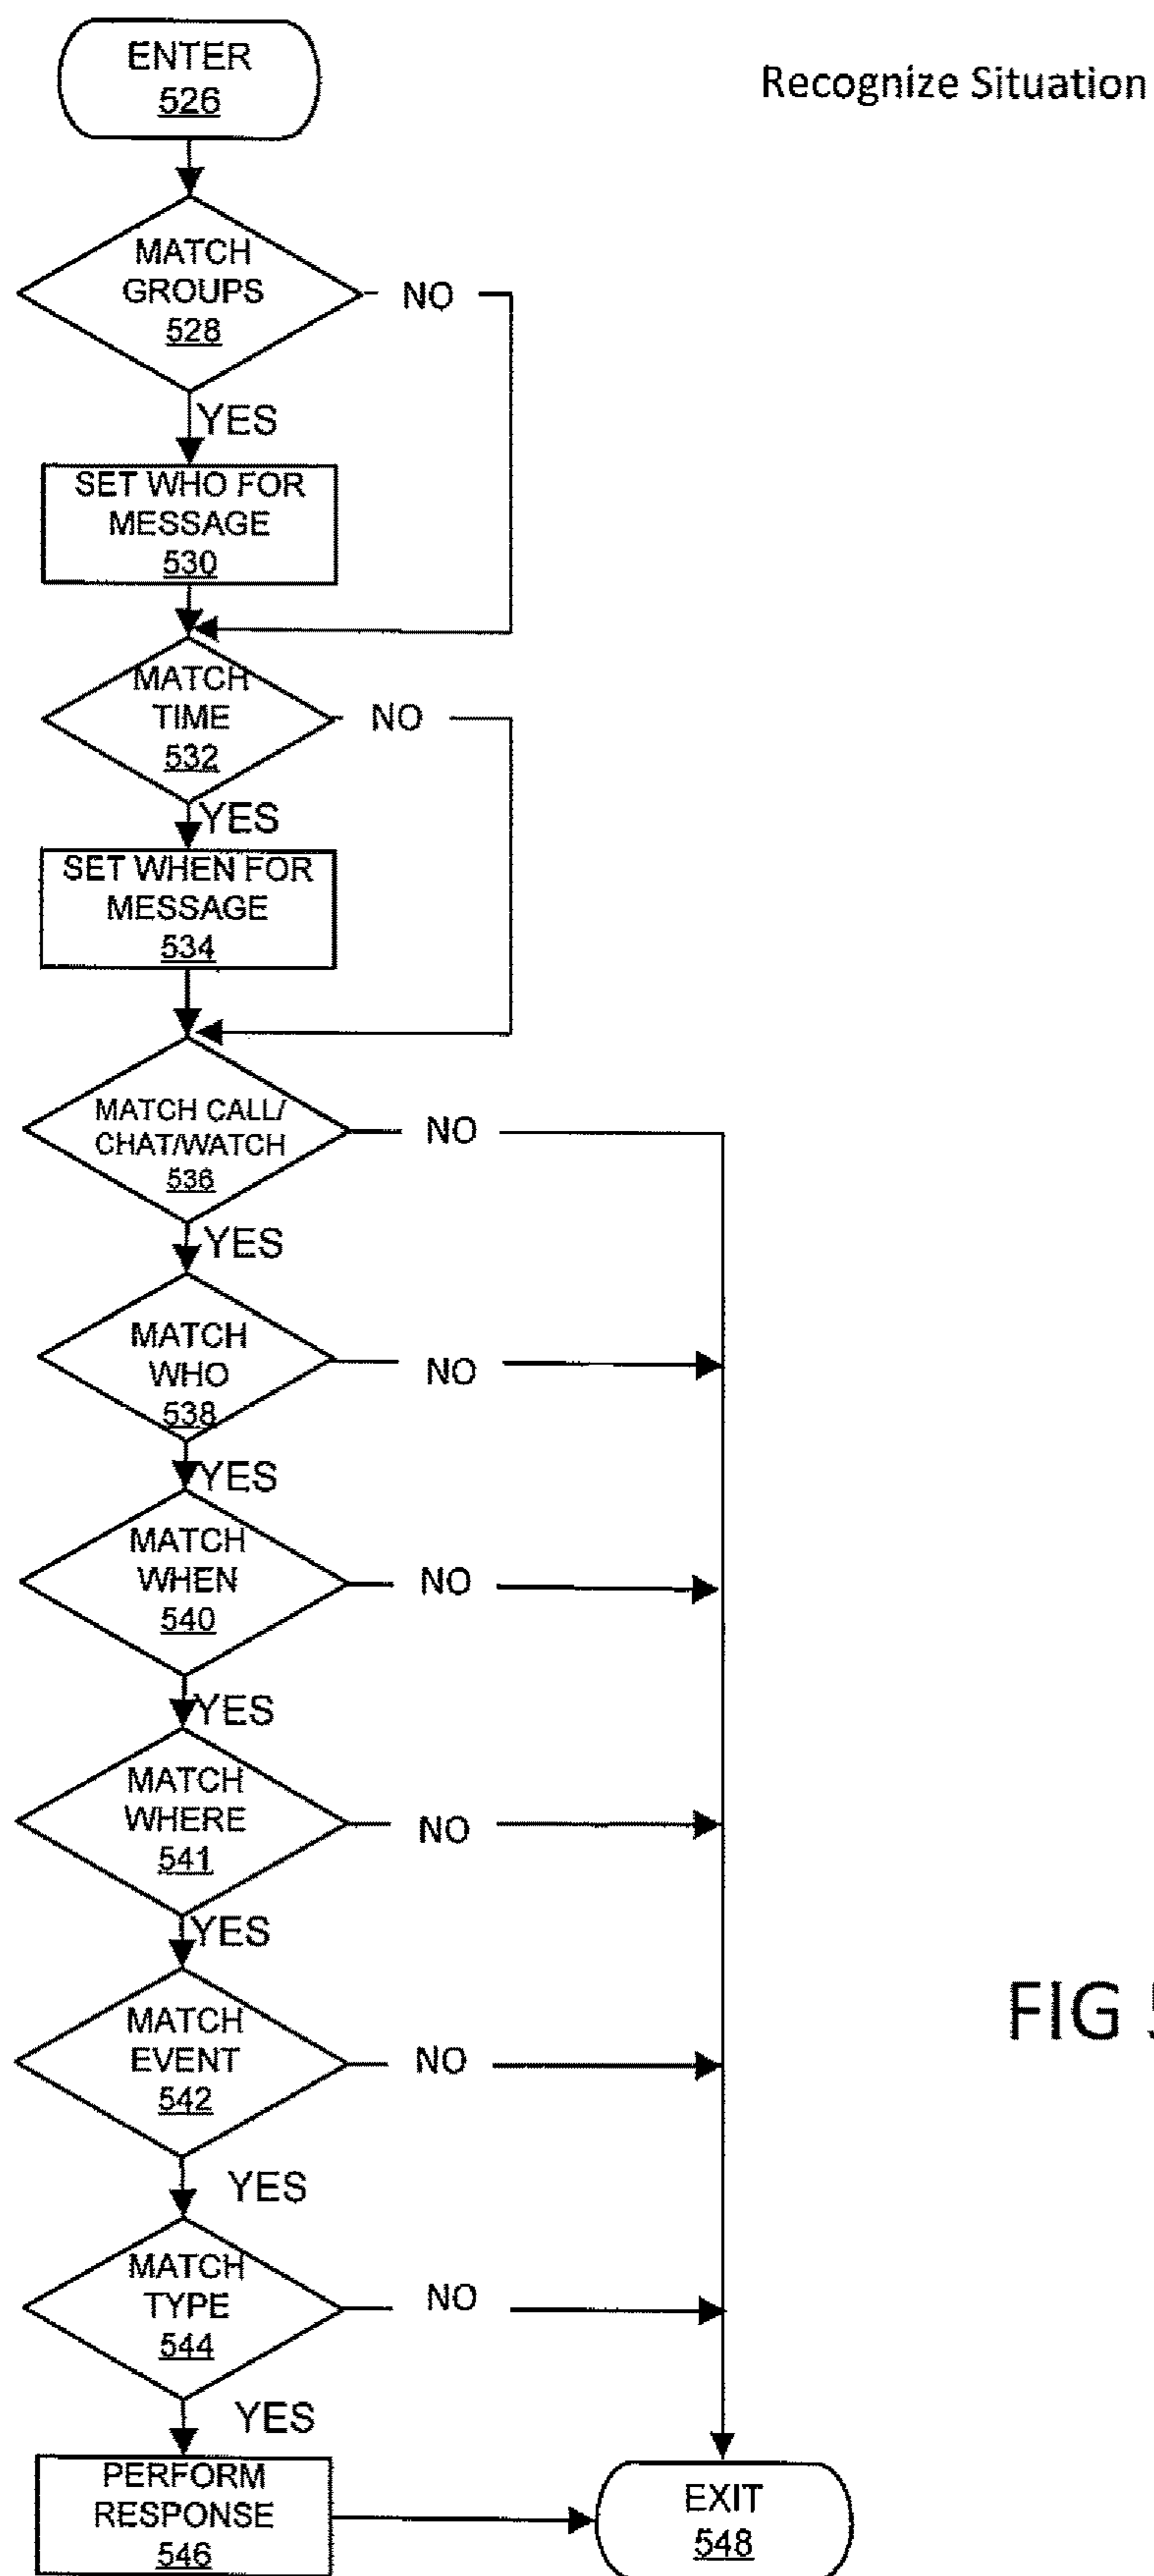 ENTER
526
Recognize Situation
MATCH
GROUPS
528
NO
YES
SET WHO FOR
MESSAGE
530
MATCH
TIME
532
NO
YES
SET WHEN FOR
MESSAGE
534
MATCH CALL/
CHAT/WATCH
536
NO
YES
MATCH
WHO
538
NO
YES
MATCH
WHEN
540
NO
YES
MATCH
WHERE
541
NO
YES
MATCH
EVENT
542
NO
FIG 5
YES
MATCH
TYPE
544
NO
YES
PERFORM
RESPONSE
546
EXIT
548